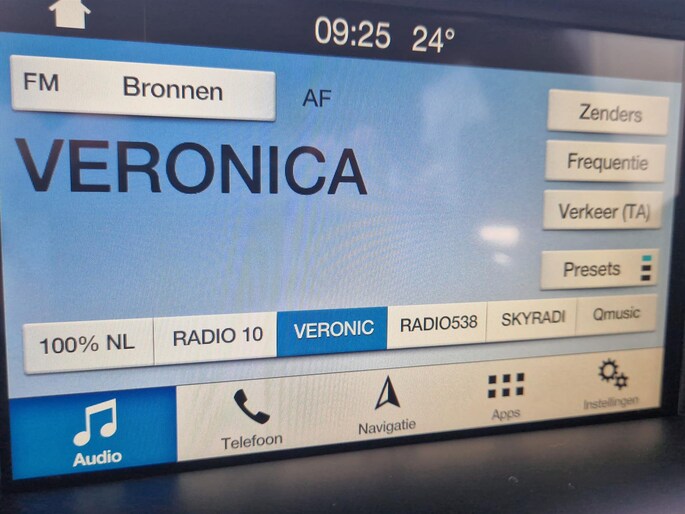 09:25 24°
FM Bronnen AF
VERONICA
Zenders
Frequentie
Verkeer (TA)
Presets
100% NL RADIO 10 VERONIC RADIO538 SKYRADI Qmusic
Audio Telefoon Navigatie Apps Instellingen